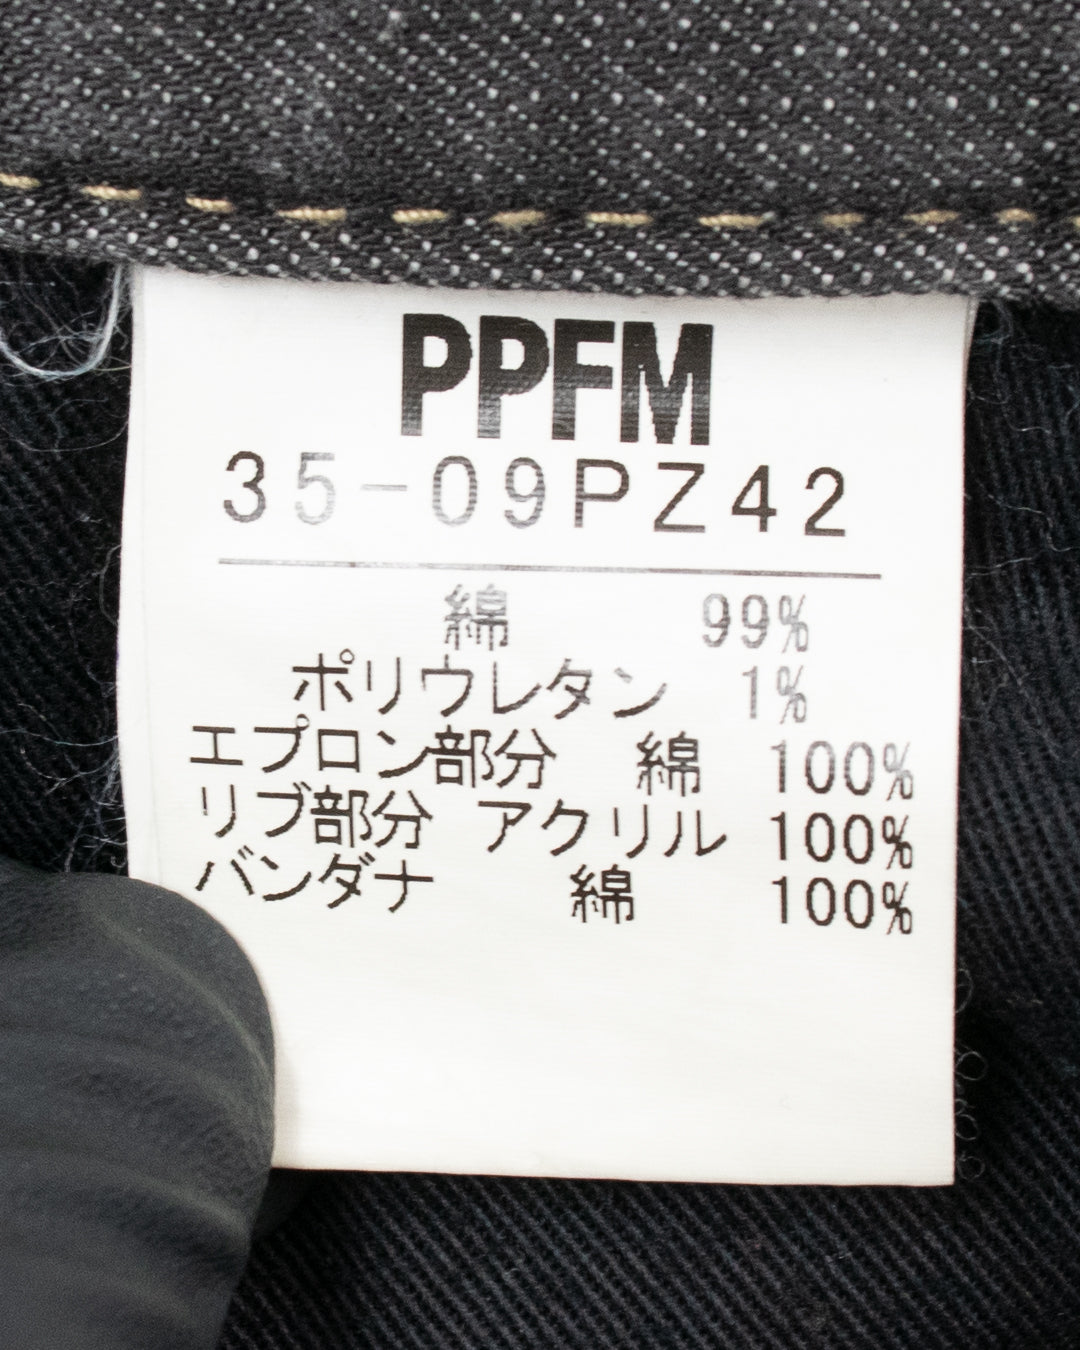 PPFM
35-09PZ42
綿 99%
ポリウレタン 1%
エプロン部分 綿 100%
リブ部分 アクリル 100%
バンダナ 綿 100%